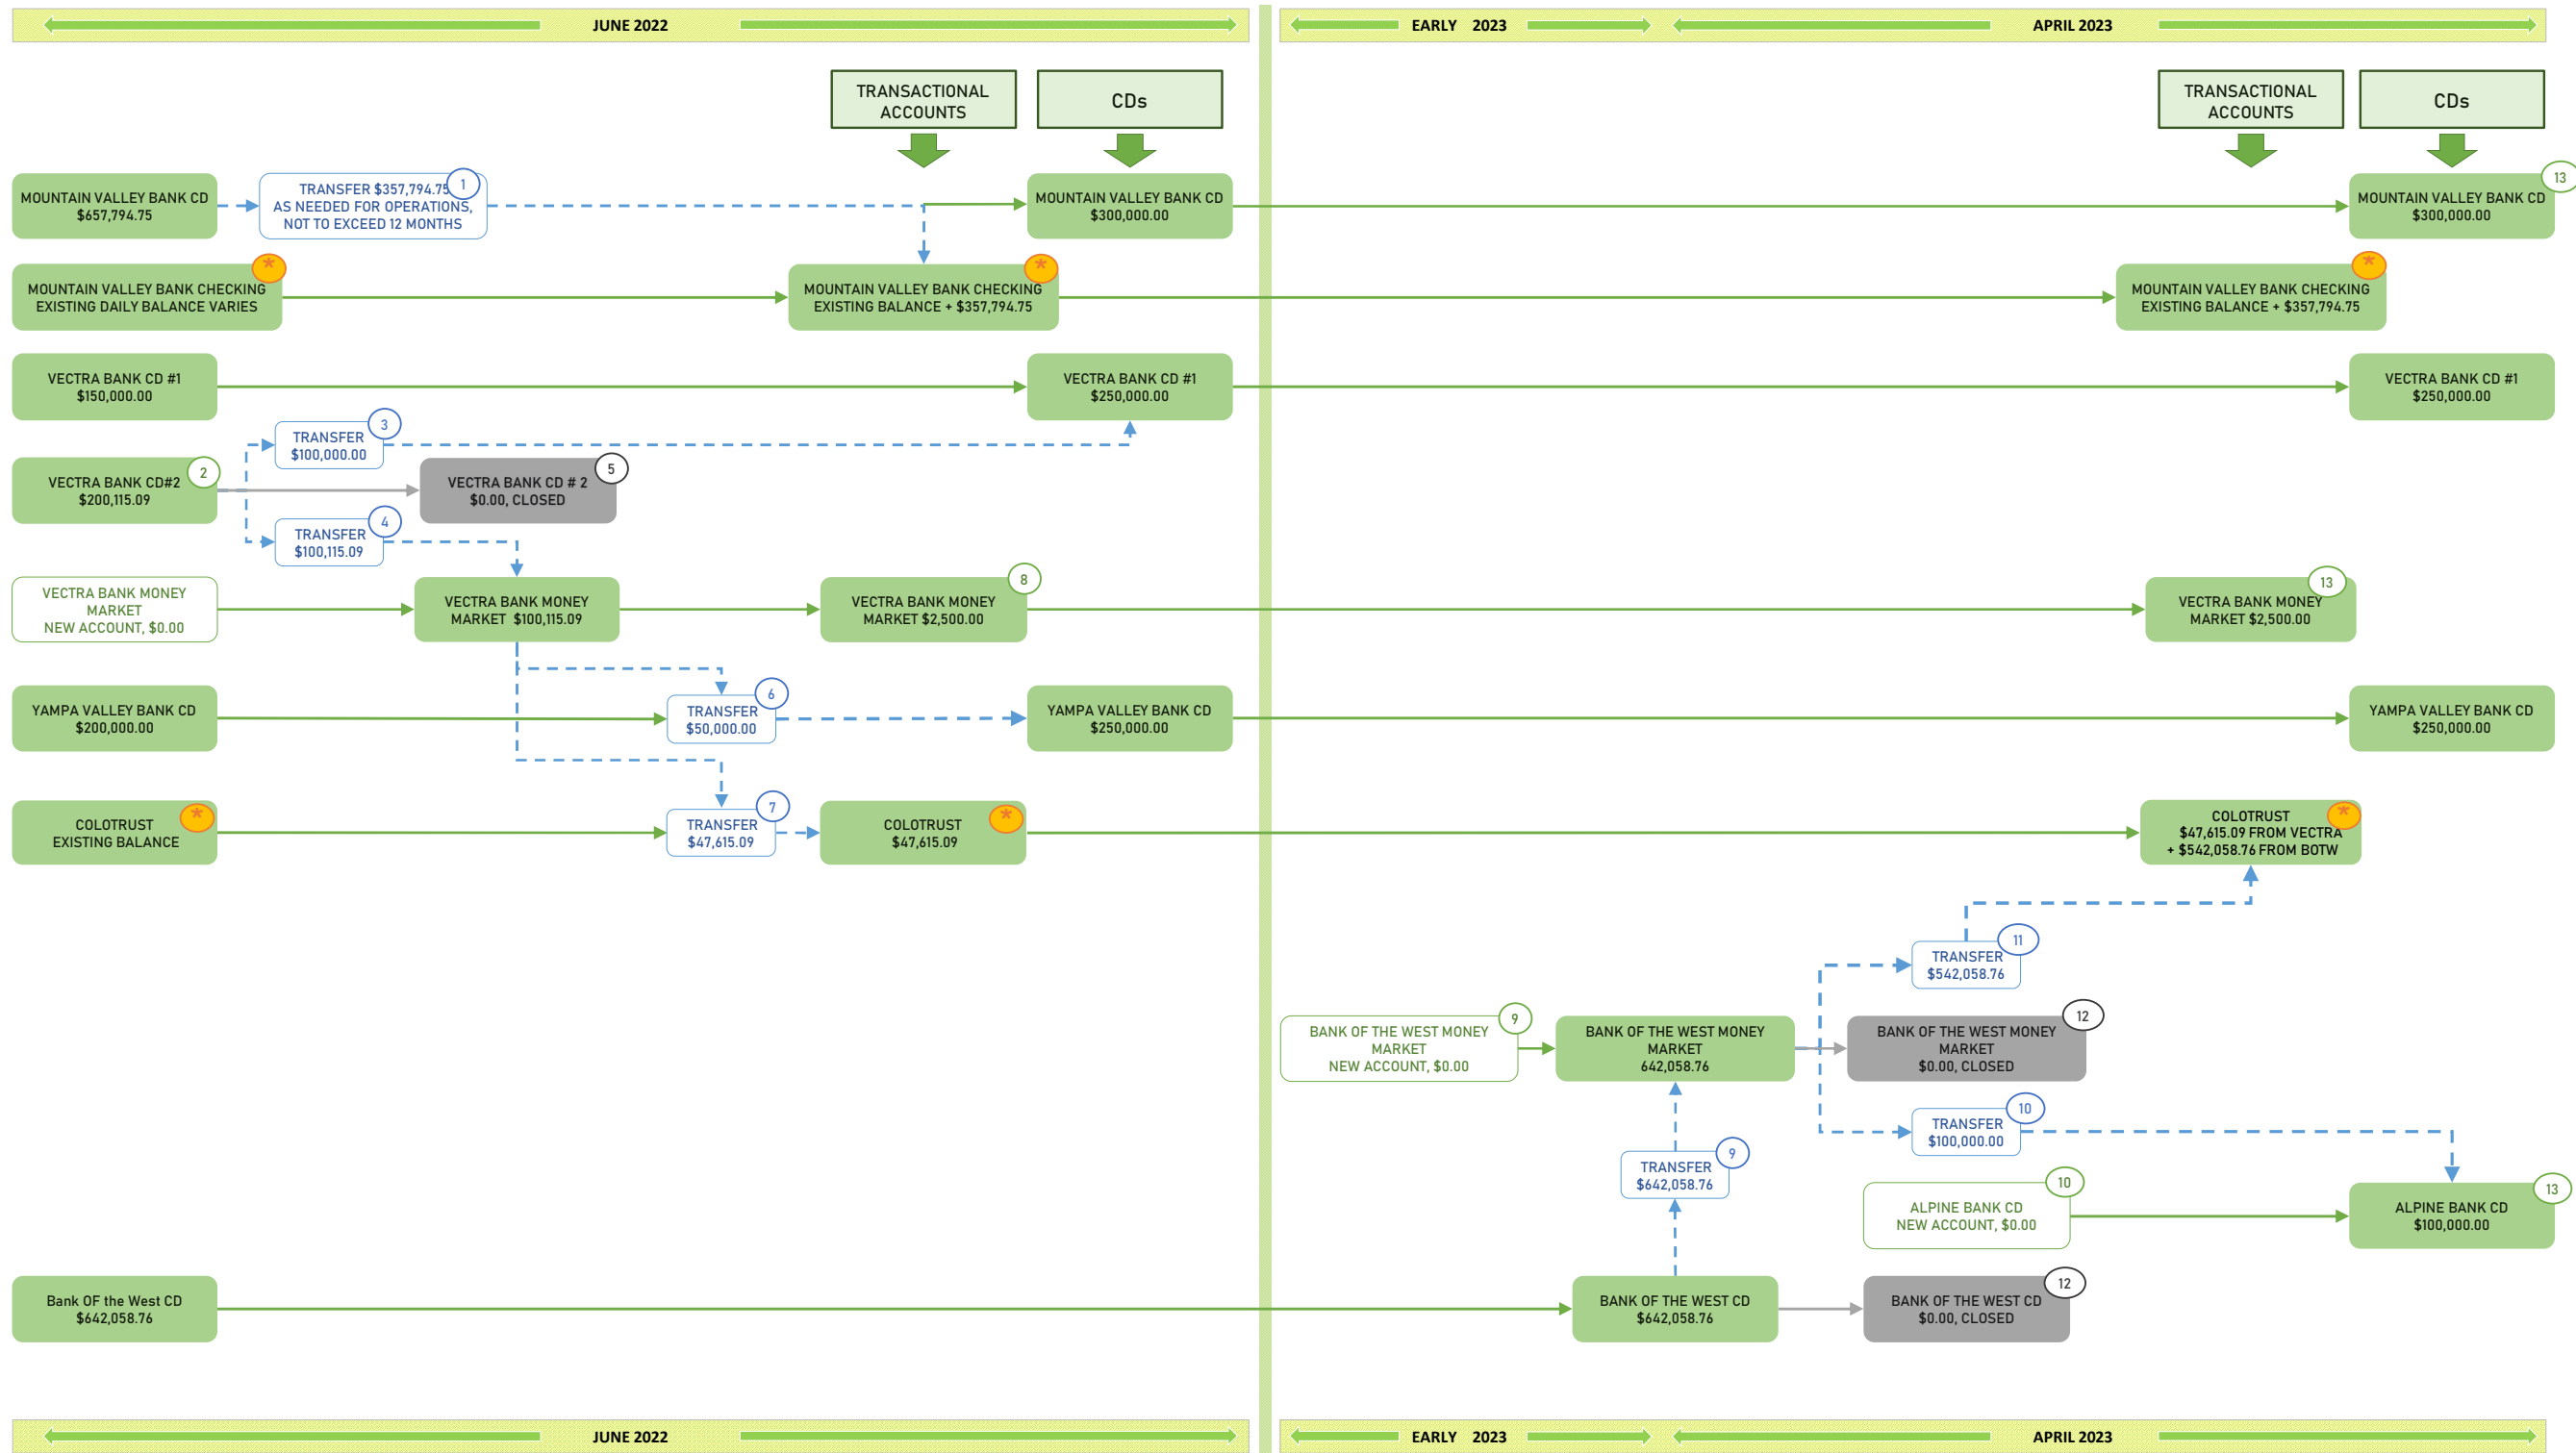 JUNE 2022
EARLY 2023
APRIL 2023
TRANSACTIONAL
ACCOUNTS
CDs
TRANSACTIONAL
ACCOUNTS
CDs
MOUNTAIN VALLEY BANK CD
$657,794.75
1
TRANSFER $357,794.75
AS NEEDED FOR OPERATIONS,
NOT TO EXCEED 12 MONTHS
MOUNTAIN VALLEY BANK CD
$300,000.00
13
MOUNTAIN VALLEY BANK CD
$300,000.00
*
MOUNTAIN VALLEY BANK CHECKING
EXISTING DAILY BALANCE VARIES
*
MOUNTAIN VALLEY BANK CHECKING
EXISTING BALANCE + $357,794.75
*
MOUNTAIN VALLEY BANK CHECKING
EXISTING BALANCE + $357,794.75
VECTRA BANK CD #1
$150,000.00
VECTRA BANK CD #1
$250,000.00
VECTRA BANK CD #1
$250,000.00
3
TRANSFER
$100,000.00
2
VECTRA BANK CD#2
$200,115.09
5
VECTRA BANK CD # 2
$0.00, CLOSED
4
TRANSFER
$100,115.09
VECTRA BANK MONEY
MARKET
NEW ACCOUNT, $0.00
VECTRA BANK MONEY
MARKET $100,115.09
8
VECTRA BANK MONEY
MARKET $2,500.00
13
VECTRA BANK MONEY
MARKET $2,500.00
YAMPA VALLEY BANK CD
$200,000.00
6
TRANSFER
$50,000.00
YAMPA VALLEY BANK CD
$250,000.00
YAMPA VALLEY BANK CD
$250,000.00
*
COLOTRUST
EXISTING BALANCE
7
TRANSFER
$47,615.09
*
COLOTRUST
$47,615.09
*
COLOTRUST
$47,615.09 FROM VECTRA
+ $542,058.76 FROM BOTW
11
TRANSFER
$542,058.76
9
BANK OF THE WEST MONEY
MARKET
NEW ACCOUNT, $0.00
BANK OF THE WEST MONEY
MARKET
642,058.76
12
BANK OF THE WEST MONEY
MARKET
$0.00, CLOSED
10
TRANSFER
$100,000.00
9
TRANSFER
$642,058.76
10
ALPINE BANK CD
NEW ACCOUNT, $0.00
13
ALPINE BANK CD
$100,000.00
Bank OF the West CD
$642,058.76
BANK OF THE WEST CD
$642,058.76
12
BANK OF THE WEST CD
$0.00, CLOSED
JUNE 2022
EARLY 2023
APRIL 2023